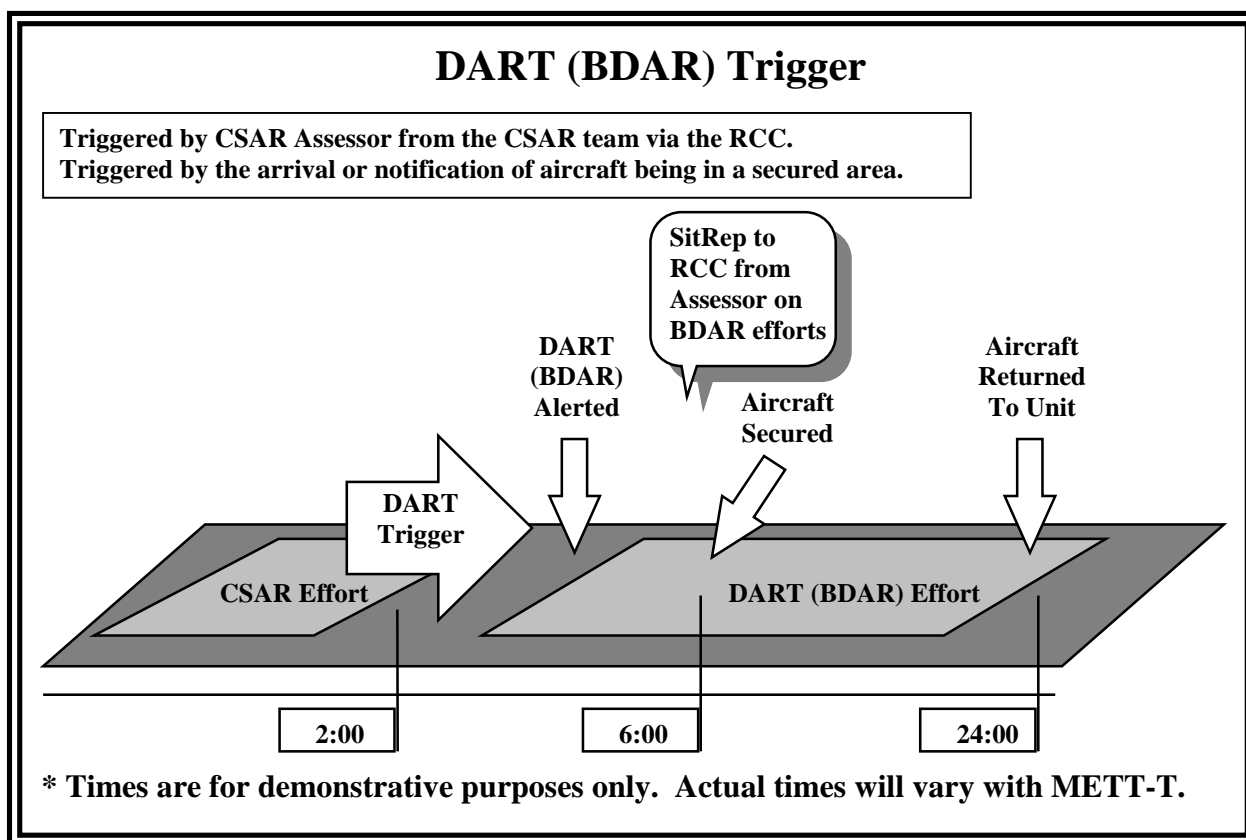 DART (BDAR) Trigger
Triggered by CSAR Assessor from the CSAR team via the RCC.
Triggered by the arrival or notification of aircraft being in a secured area.
SitRep to
RCC from
Assessor on
BDAR efforts
DART
(BDAR)
Alerted
Aircraft
Secured
Aircraft
Returned
To Unit
DART
Trigger
CSAR Effort
DART (BDAR) Effort
2:00
6:00
24:00
* Times are for demonstrative purposes only.  Actual times will vary with METT-T.